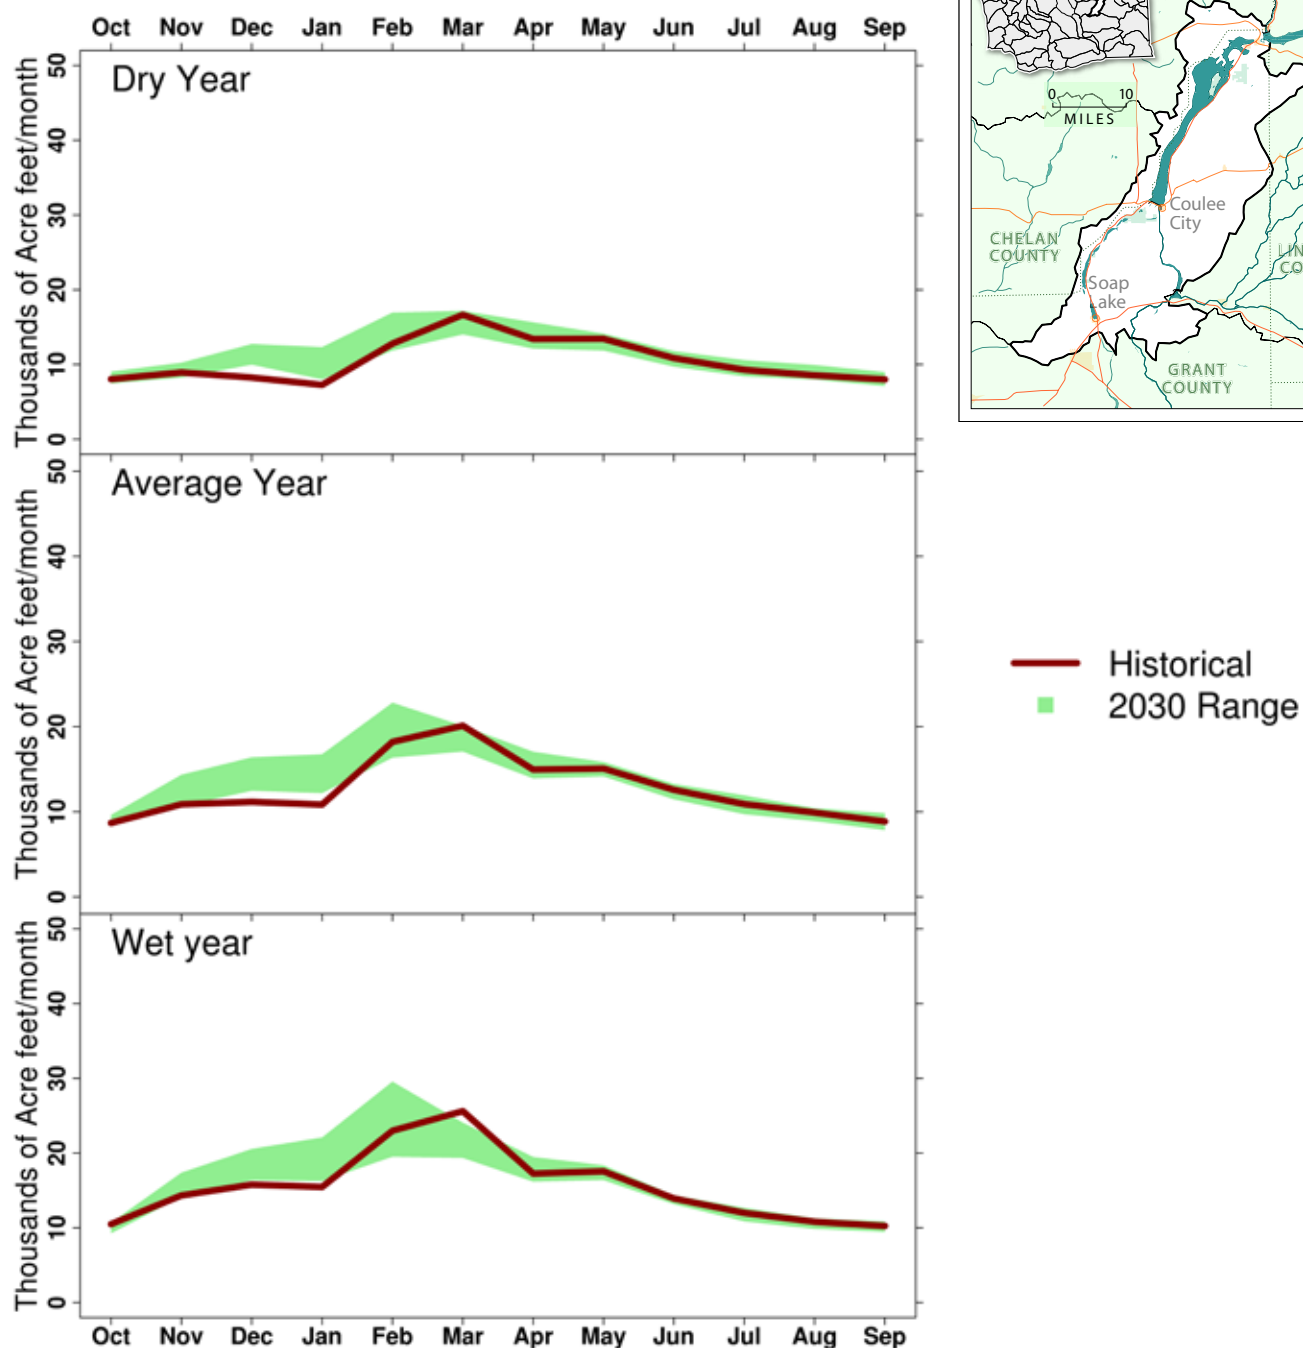 Oct Nov Dec Jan Feb Mar Apr May Jun Jul Aug Sep
Dry Year
Thousands of Acre feet/month
50
40
30
20
10
0
Average Year
Thousands of Acre feet/month
50
40
30
20
10
0
Wet year
Thousands of Acre feet/month
50
40
30
20
10
0
Oct Nov Dec Jan Feb Mar Apr May Jun Jul Aug Sep
0 10
MILES
Coulee
City
CHELAN
COUNTY
LIN
CO
Soap
Lake
GRANT
COUNTY
Historical
2030 Range